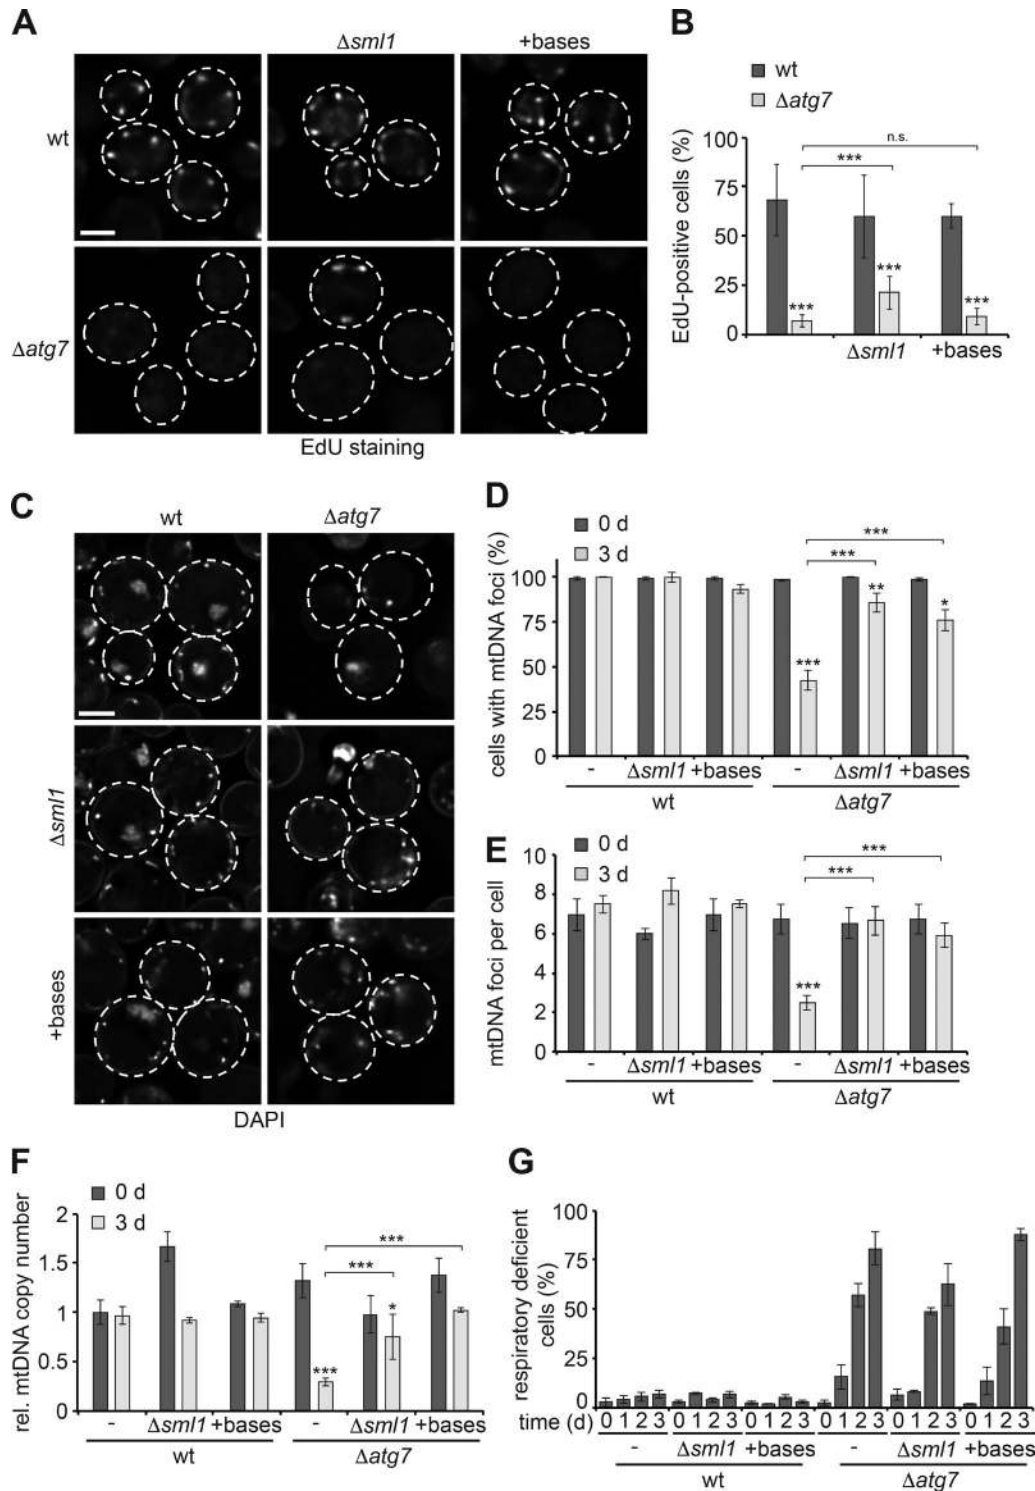 A
Δsml1
+bases
wt
Δatg7
EdU staining
B
wt
Δatg7
n.s.
***
EdU-positive cells (%)
100
75
50
25
0
***
***
***
Δsml1
+bases
C
wt
Δatg7
Δsml1
+bases
DAPI
D
0 d
3 d
cells with mtDNA foci (%)
100
75
50
25
0
***
***
***
**
*
- Δsml1 +bases - Δsml1 +bases
wt Δatg7
E
0 d
3 d
mtDNA foci per cell
10
8
6
4
2
0
***
***
***
- Δsml1 +bases - Δsml1 +bases
wt Δatg7
F
0 d
3 d
rel. mtDNA copy number
2
1.5
1
0.5
0
***
***
***
*
- Δsml1 +bases - Δsml1 +bases
wt Δatg7
G
respiratory deficient
cells (%)
100
75
50
25
0
time (d) 0 1 2 3 0 1 2 3 0 1 2 3 0 1 2 3 0 1 2 3 0 1 2 3
- Δsml1 +bases - Δsml1 +bases
wt Δatg7